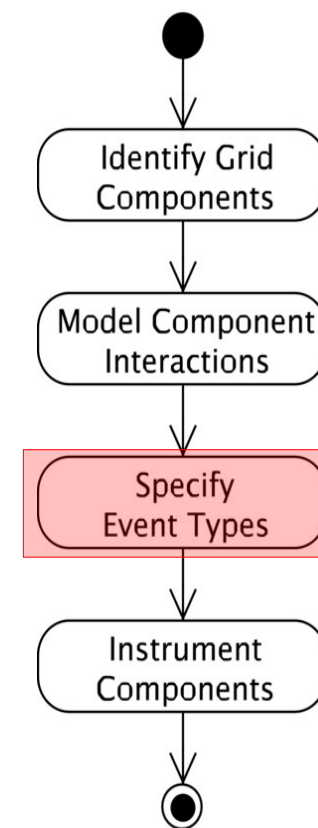 Identify Grid
Components
Model Component
Interactions
Specify
Event Types
Instrument
Components